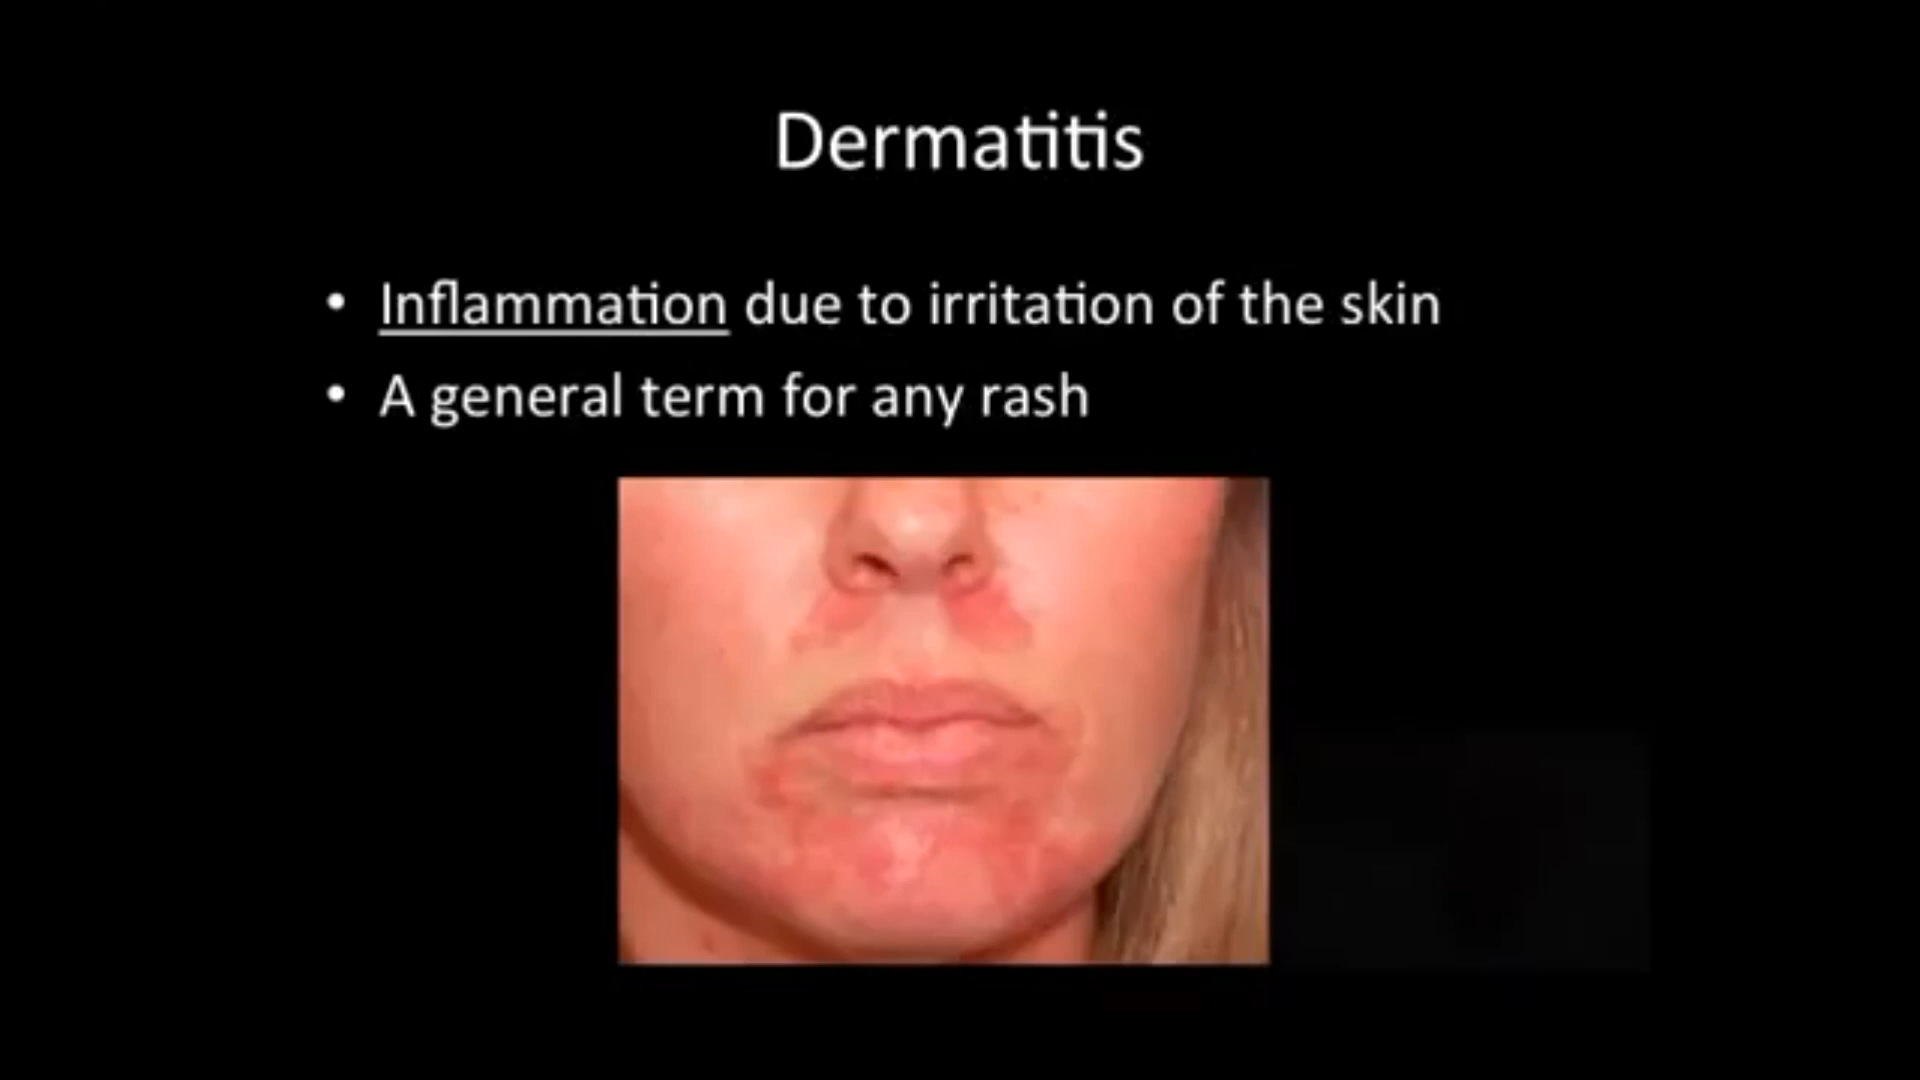 Dermatitis
• Inflammation due to irritation of the skin
• A general term for any rash